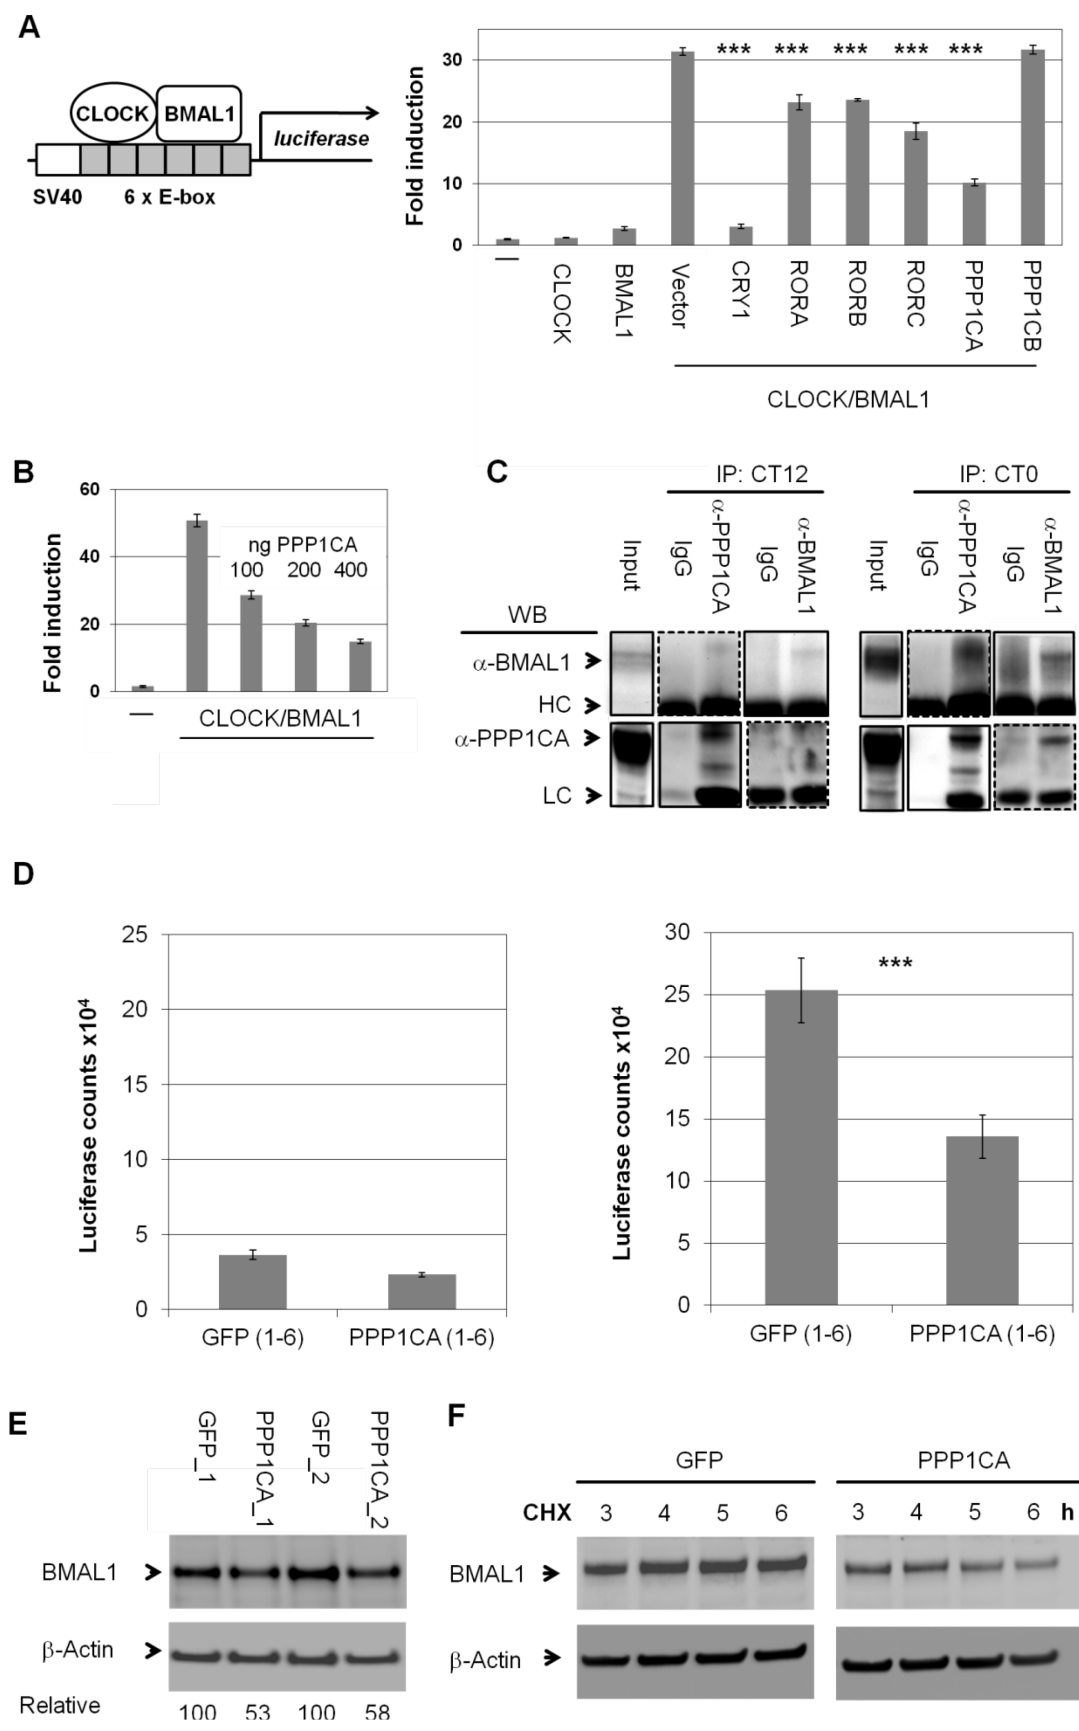 A
CLOCK BMAL1
luciferase
SV40 6 x E-box
Fold induction
30
20
10
0
*** *** *** *** ***
—
CLOCK
BMAL1
Vector
CRY1
RORA
RORB
RORC
PPP1CA
PPP1CB
CLOCK/BMAL1
B
Fold induction
60
40
20
0
ng PPP1CA
100 200 400
—
CLOCK/BMAL1
C
IP: CT12 IP: CT0
Input IgG α-PPP1CA IgG α-BMAL1 Input IgG α-PPP1CA IgG α-BMAL1
WB
α-BMAL1
HC
α-PPP1CA
LC
D
Luciferase counts x10⁴
25
20
15
10
5
0
GFP (1-6) PPP1CA (1-6)
Luciferase counts x10⁴
30
25
20
15
10
5
0
***
GFP (1-6) PPP1CA (1-6)
E
GFP_1 PPP1CA_1 GFP_2 PPP1CA_2
BMAL1
β-Actin
Relative 100 53 100 58
F
GFP PPP1CA
CHX 3 4 5 6 3 4 5 6 h
BMAL1
β-Actin